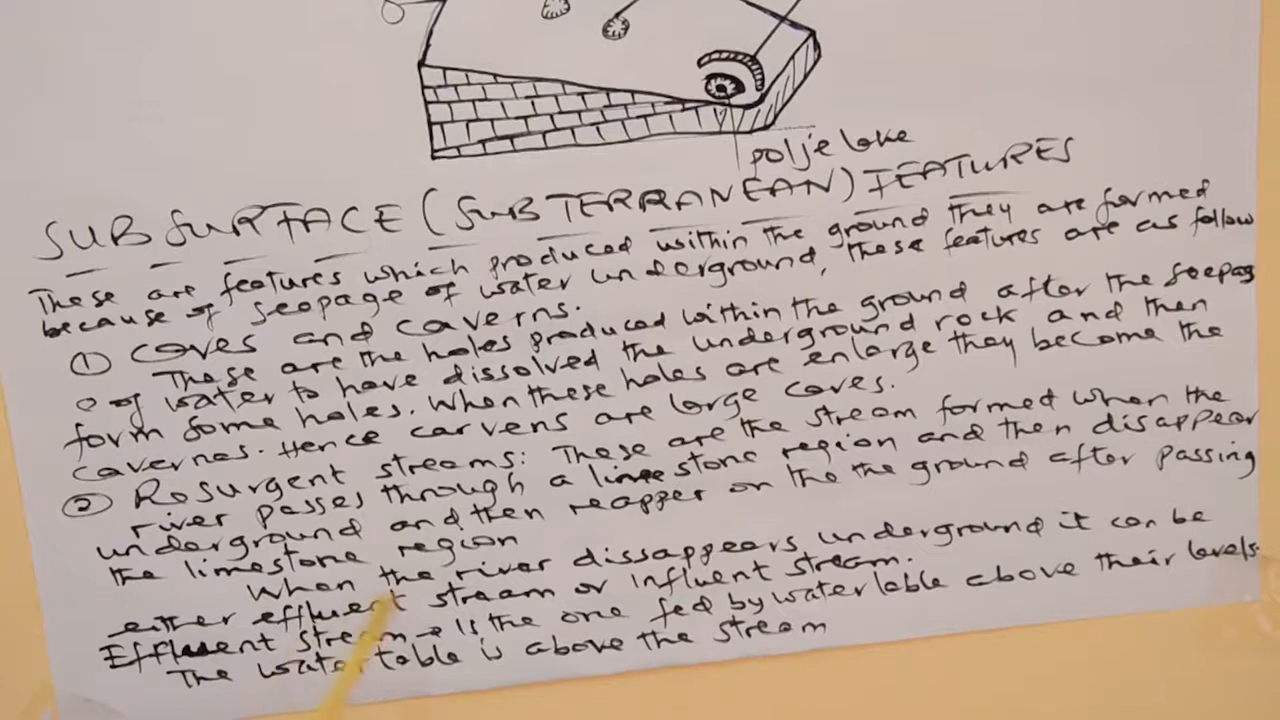 polje lake
SUBSURFACE (SUBTERRANEAN) FEATURES
These are features which produced within the ground they are formed
because of seepage of water underground, these features are as follow
① Caves and caverns.
These are the holes produced within the ground after the seepag
e of water to have dissolved the underground rock and then
form some holes. When these holes are enlarge they become the
cavernes. Hence carvens are large caves.
② Resurgent streams: These are the stream formed when the
river passes through a limestone region and then disappear
underground and then reapper on the the ground after passing
the limestone region
When the river dissappears underground it can be
either effluent stream or Influent stream.
Effluent stream → Is the one fed by watertable above their levels.
The watertable is above the stream